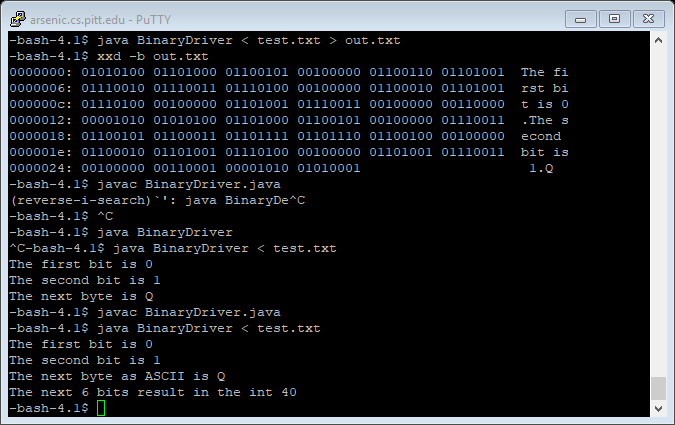 arsenic.cs.pitt.edu - PuTTY
-bash-4.1$ java BinaryDriver < test.txt > out.txt
-bash-4.1$ xxd -b out.txt
0000000: 01010100 01101000 01100101 00100000 01100110 01101001  The fi
0000006: 01110010 01110011 01110100 00100000 01100010 01101001  rst bi
000000c: 01110100 00100000 01101001 01110011 00100000 00110000  t is 0
0000012: 00001010 01010100 01101000 01100101 00100000 01110011  .The s
0000018: 01100101 01100011 01101111 01101110 01100100 00100000  econd
000001e: 01100010 01101001 01110100 00100000 01101001 01110011  bit is
0000024: 00100000 00110001 00001010 01010001                    1.Q
-bash-4.1$ javac BinaryDriver.java
(reverse-i-search)`': java BinaryDe^C
-bash-4.1$ ^C
-bash-4.1$ java BinaryDriver
^C-bash-4.1$ java BinaryDriver < test.txt
The first bit is 0
The second bit is 1
The next byte is Q
-bash-4.1$ javac BinaryDriver.java
-bash-4.1$ java BinaryDriver < test.txt
The first bit is 0
The second bit is 1
The next byte as ASCII is Q
The next 6 bits result in the int 40
-bash-4.1$